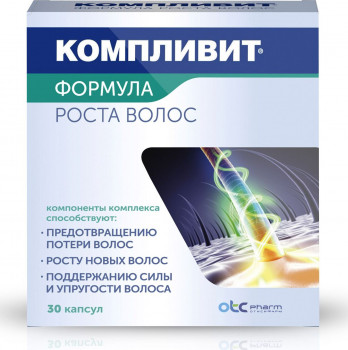 КОМПЛИВИТ®
ФОРМУЛА
РОСТА ВОЛОС
компоненты комплекса
способствуют:
• ПРЕДОТВРАЩЕНИЮ
ПОТЕРИ ВОЛОС
• РОСТУ НОВЫХ ВОЛОС
• ПОДДЕРЖАНИЮ СИЛЫ
И УПРУГОСТИ ВОЛОСА
30 капсул
otc pharm